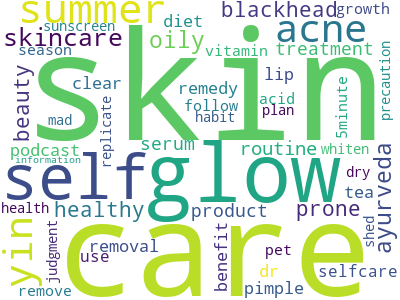 summer
sunscreen
diet
blackhead
growth
skincare
oily
acne
season
vitamin
treatment
skin
beauty
clear
remedy
lip
acid
5minute
precaution
mad
replicate
follow
habit
plan
podcast
serum
routine
whiten
information
self
glow
dry
ayurveda
health
healthy
product
prone
tea
yin
judgment
removal
use
care
benefit
pet
shed
dr
selfcare
remove
pimple